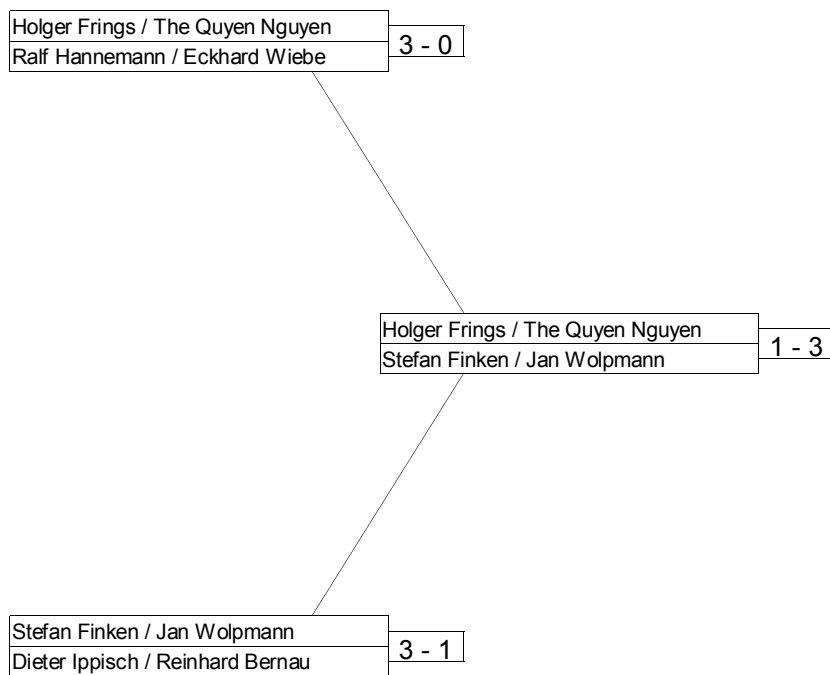 Holger Frings / The Quyen Nguyen
3 - 0
Ralf Hannemann / Eckhard Wiebe
Holger Frings / The Quyen Nguyen
1 - 3
Stefan Finken / Jan Wolpmann
Stefan Finken / Jan Wolpmann
3 - 1
Dieter Ippisch / Reinhard Bernau